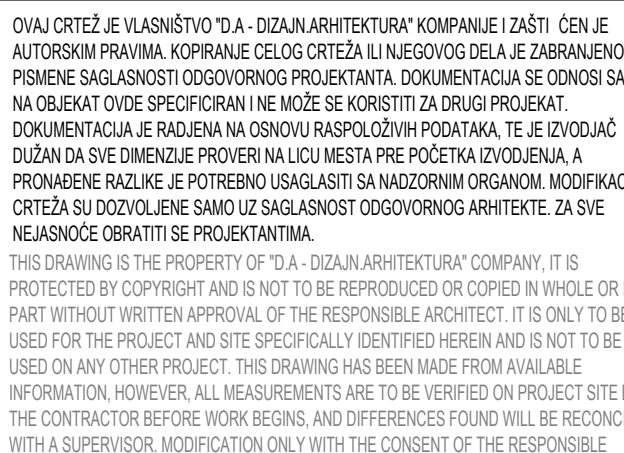 OVAJ CRTEŽ JE VLASNIŠTVO "D.A - DIZAJN.ARHITEKTURA" KOMPANIJE I ZAŠTI ĆEN JE
AUTORSKIM PRAVIMA. KOPIRANJE CELOG CRTEŽA ILI NJEGOVOG DELA JE ZABRANJENO
PISMENE SAGLASNOSTI ODGOVORNOG PROJEKTANTA. DOKUMENTACIJA SE ODNOSI SA
NA OBJEKAT OVDE SPECIFICIRAN I NE MOŽE SE KORISTITI ZA DRUGI PROJEKAT.
DOKUMENTACIJA JE RADJENA NA OSNOVU RASPOLOŽIVIH PODATAKA, TE JE IZVODJAČ
DUŽAN DA SVE DIMENZIJE PROVERI NA LICU MESTA PRE POČETKA IZVODJENJA, A
PRONAĐENE RAZLIKE JE POTREBNO USAGLASITI SA NADZORNIM ORGANOM. MODIFIKAC
CRTEŽA SU DOZVOLJENE SAMO UZ SAGLASNOST ODGOVORNOG ARHITEKTE. ZA SVE
NEJASNOĆE OBRATITI SE PROJEKTANTIMA.
THIS DRAWING IS THE PROPERTY OF "D.A - DIZAJN.ARHITEKTURA" COMPANY, IT IS
PROTECTED BY COPYRIGHT AND IS NOT TO BE REPRODUCED OR COPIED IN WHOLE OR
PART WITHOUT WRITTEN APPROVAL OF THE RESPONSIBLE ARCHITECT. IT IS ONLY TO BE
USED FOR THE PROJECT AND SITE SPECIFICALLY IDENTIFIED HEREIN AND IS NOT TO BE
USED ON ANY OTHER PROJECT. THIS DRAWING HAS BEEN MADE FROM AVAILABLE
INFORMATION, HOWEVER, ALL MEASUREMENTS ARE TO BE VERIFIED ON PROJECT SITE
THE CONTRACTOR BEFORE WORK BEGINS, AND DIFFERENCES FOUND WILL BE RECONCI
WITH A SUPERVISOR. MODIFICATION ONLY WITH THE CONSENT OF THE RESPONSIBLE